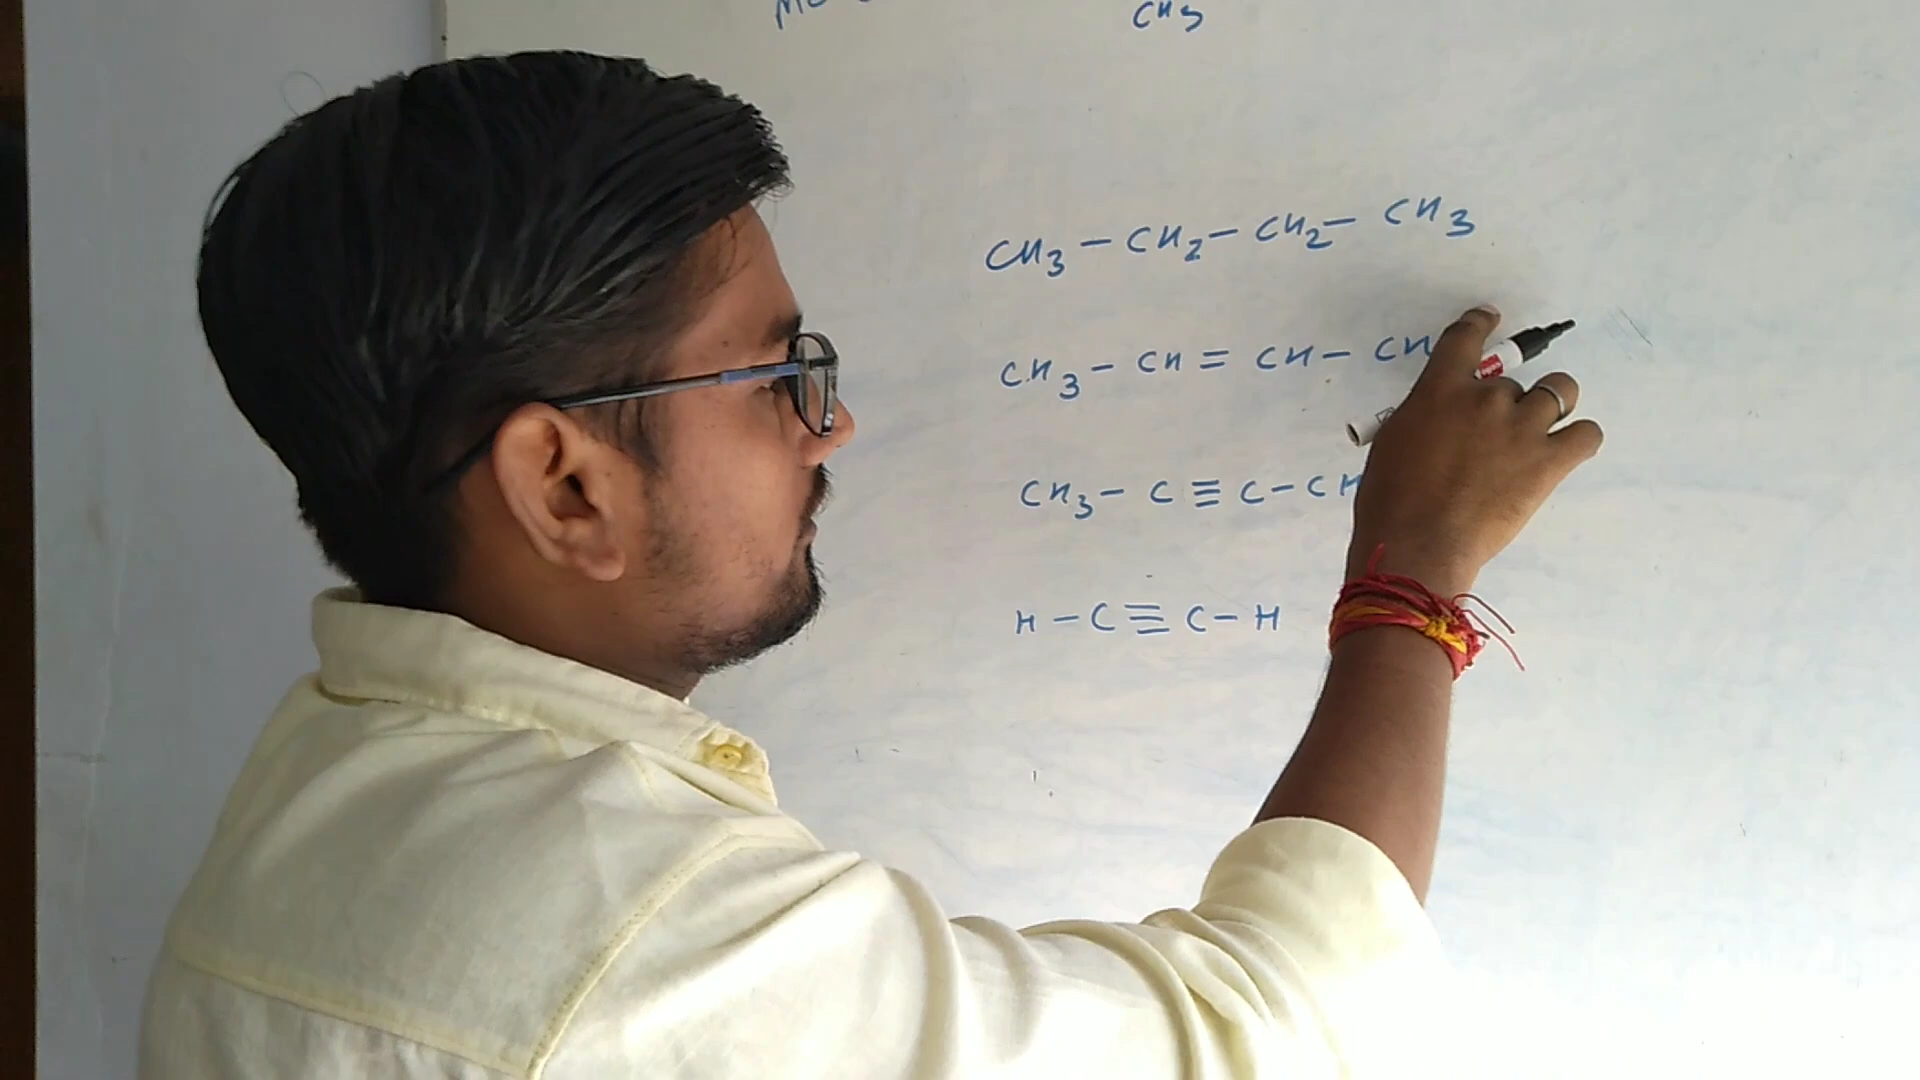 CH3
CH3 - CH2 - CH2 - CH3
CH3 - CH = CH - CH
CH3 - C ≡ C - CH
H - C ≡ C - H